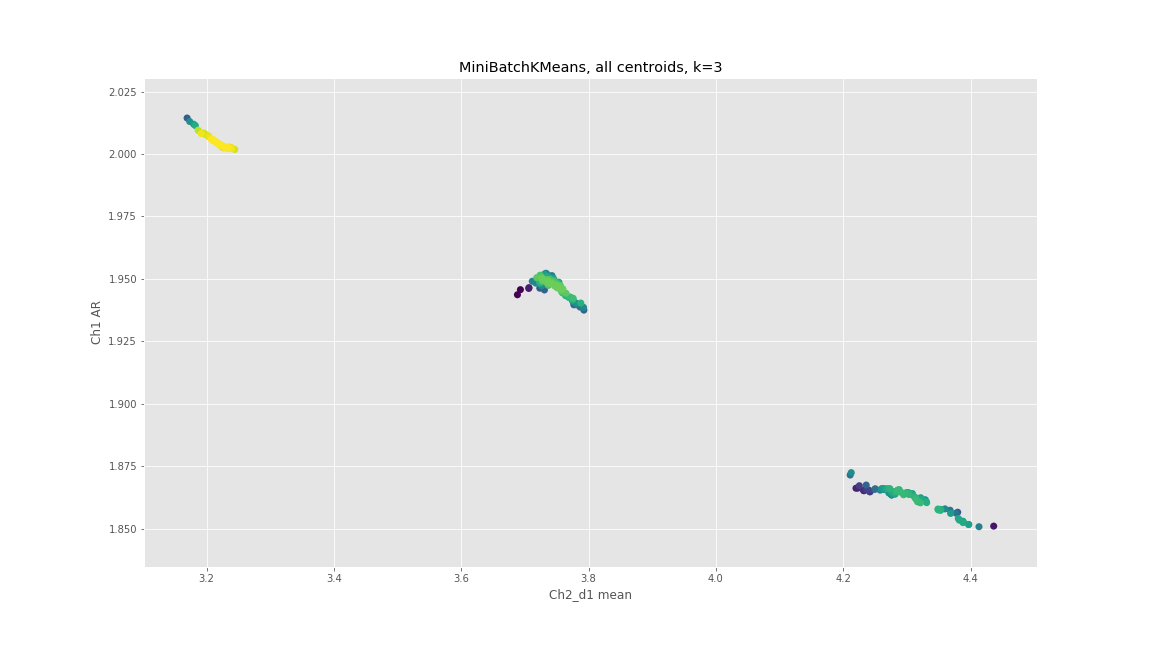 MiniBatchKMeans, all centroids, k=3
2.025
2.000
1.975
1.950
1.925
1.900
1.875
1.850
Ch1 AR
3.2 3.4 3.6 3.8 4.0 4.2 4.4
Ch2_d1 mean